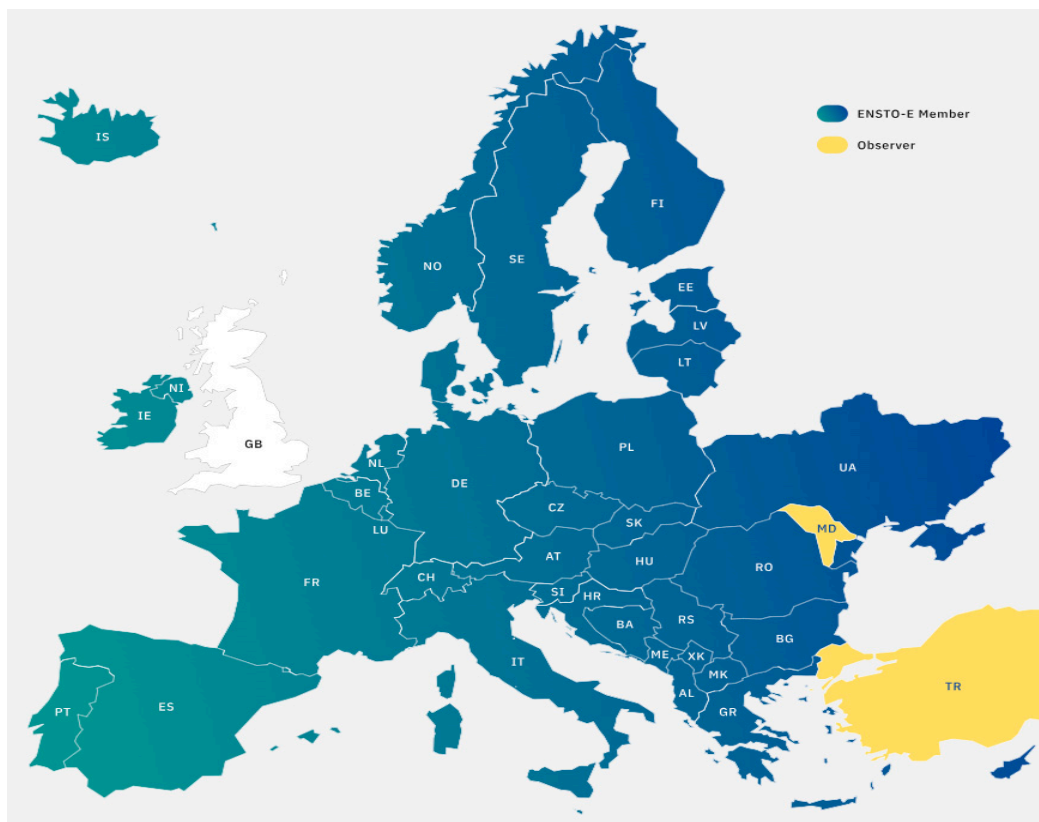 IS
ENSTO-E Member
Observer
FI
NO
SE
EE
LV
LT
NI
IE
GB
NL
PL
UA
DE
BE
CZ
SK
LU
MD
AT
HU
RO
CH
FR
SI
HR
BA
RS
BG
ME
XK
IT
MK
TR
AL
PT
ES
GR